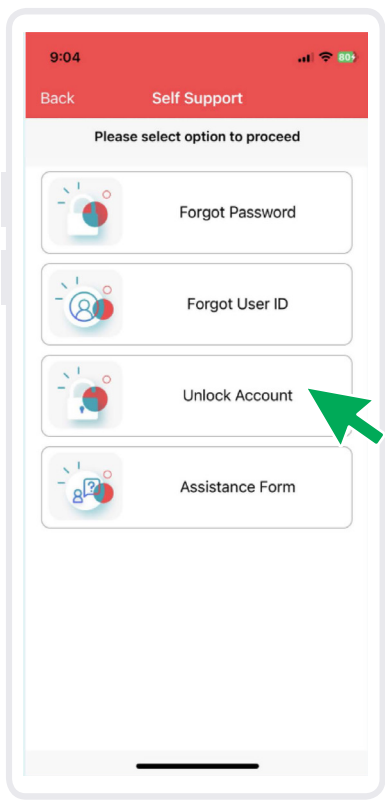 9:04
80
Back
Self Support
Please select option to proceed
Forgot Password
Forgot User ID
Unlock Account
?
Assistance Form